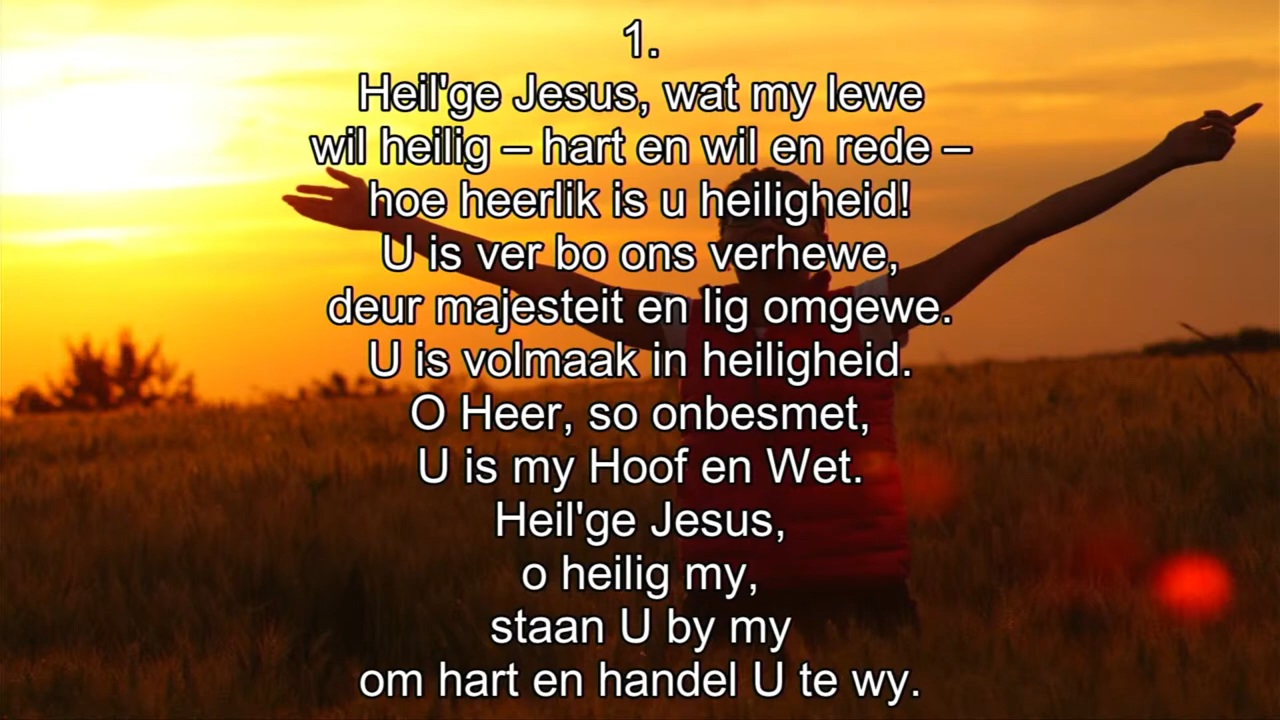 1.
Heil'ge Jesus, wat my lewe
wil heilig – hart en wil en rede –
hoe heerlik is u heiligheid!
U is ver bo ons verhewe,
deur majesteit en lig omgewe.
U is volmaak in heiligheid.
O Heer, so onbesmet,
U is my Hoof en Wet.
Heil'ge Jesus,
o heilig my,
staan U by my
om hart en handel U te wy.